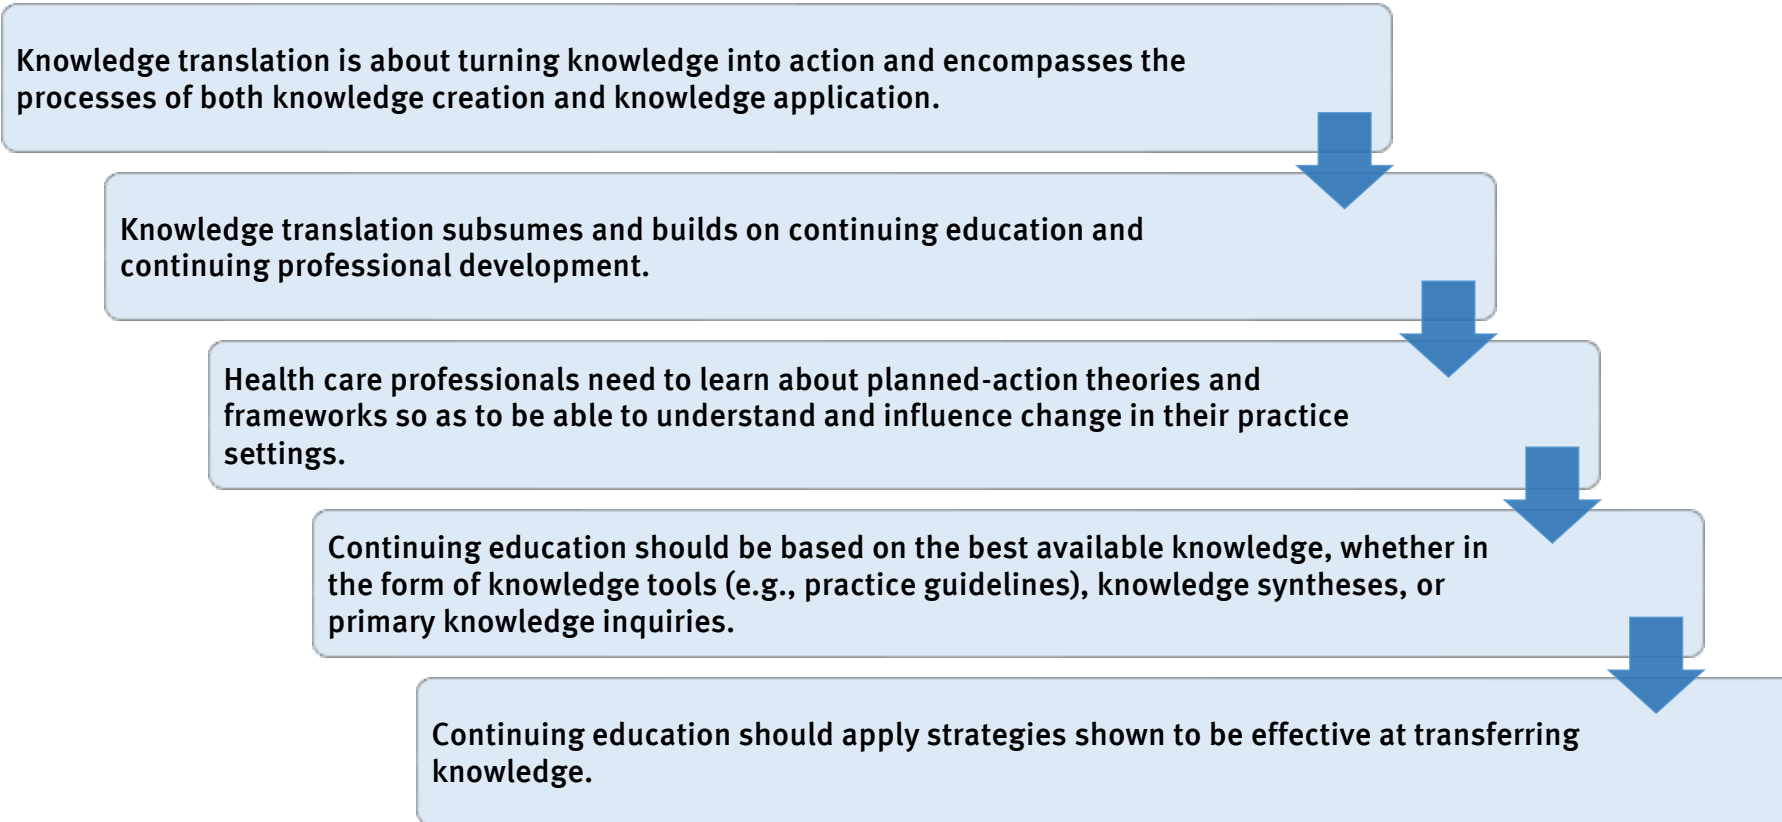 Knowledge translation is about turning knowledge into action and encompasses the
processes of both knowledge creation and knowledge application.
Knowledge translation subsumes and builds on continuing education and
continuing professional development.
Health care professionals need to learn about planned-action theories and
frameworks so as to be able to understand and influence change in their practice
settings.
Continuing education should be based on the best available knowledge, whether in
the form of knowledge tools (e.g., practice guidelines), knowledge syntheses, or
primary knowledge inquiries.
Continuing education should apply strategies shown to be effective at transferring
knowledge.